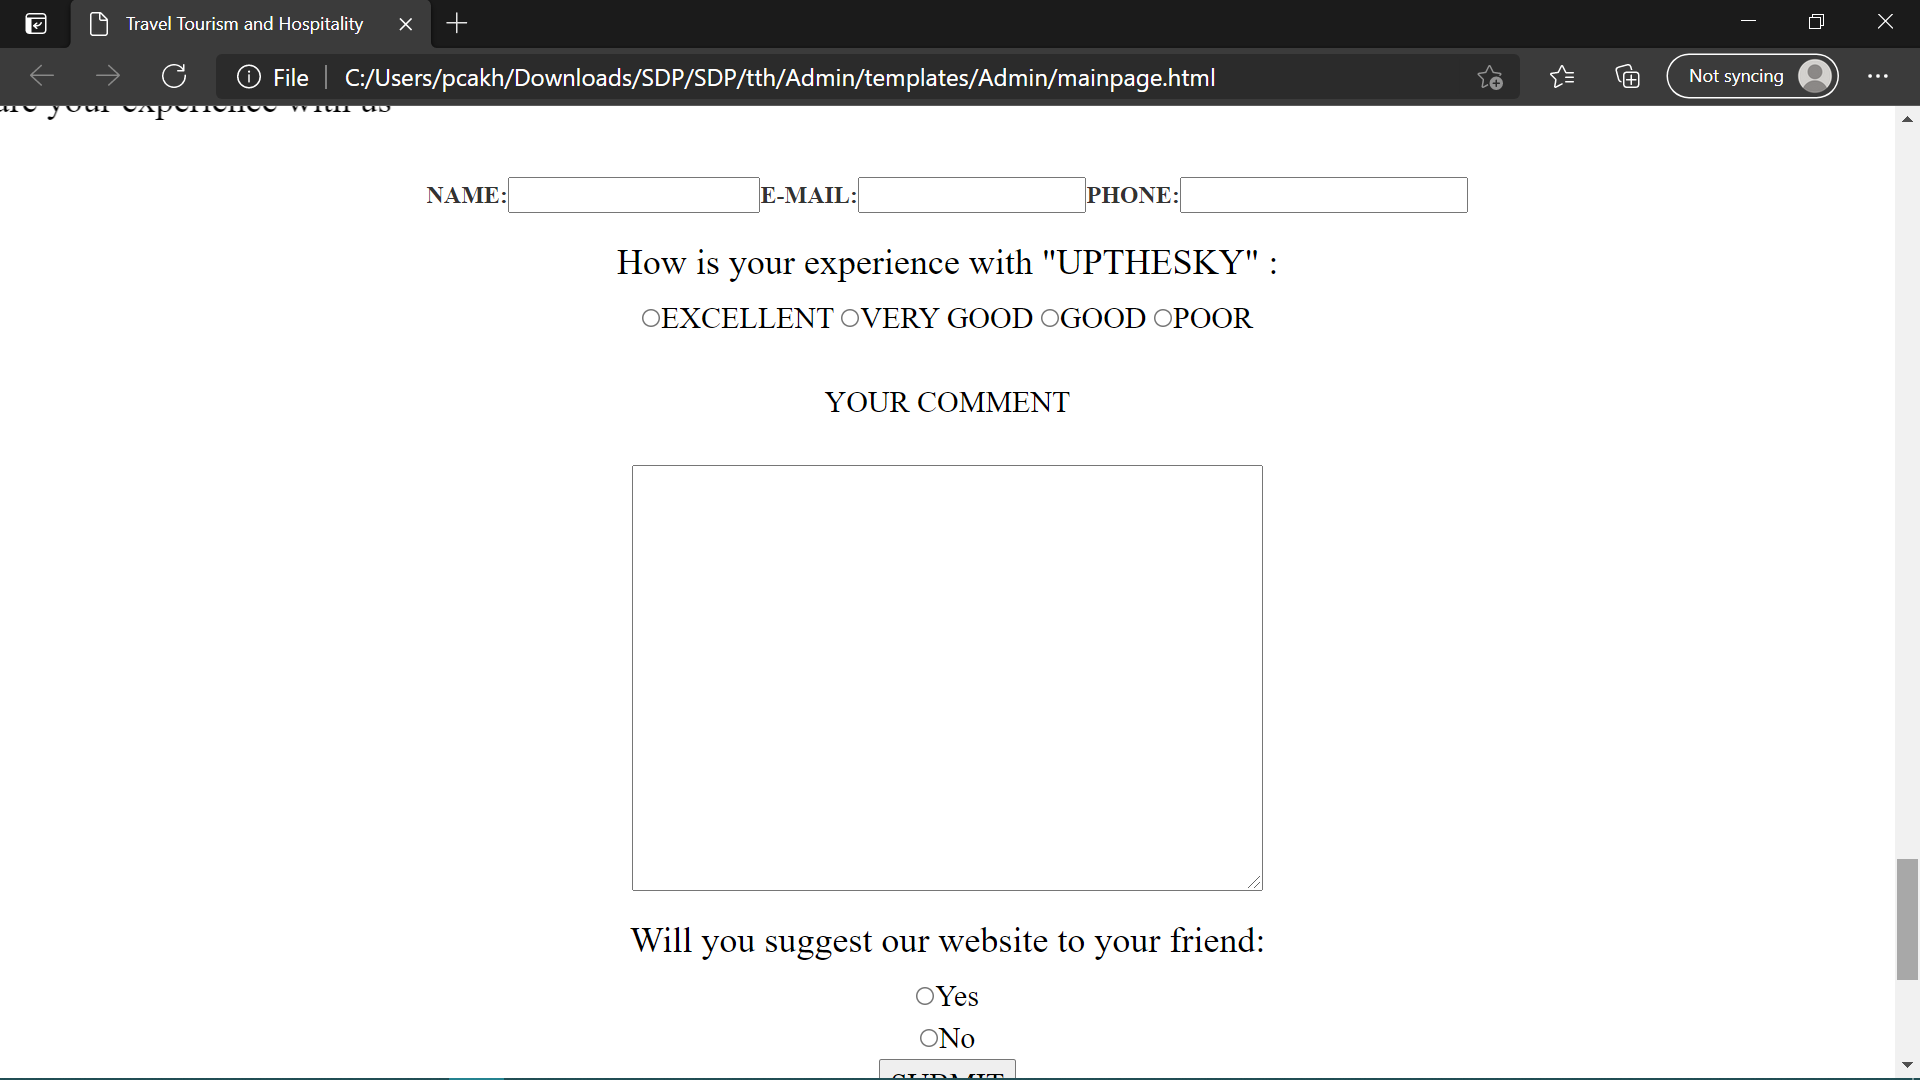 Travel Tourism and Hospitality
File C:/Users/pcakh/Downloads/SDP/SDP/tth/Admin/templates/Admin/mainpage.html
Not syncing
your experience with us
NAME: E-MAIL: PHONE:
How is your experience with "UPTHESKY" :
EXCELLENT VERY GOOD GOOD POOR
YOUR COMMENT
Will you suggest our website to your friend:
Yes
No
SUBMIT